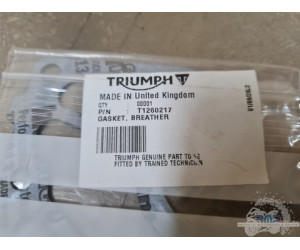 TRIUMPH
MADE IN United Kingdom
QTY : 00001
P/N : T1260217
GASKET, BREATHER
TRIUMPH GENUINE PART TO BE
FITTED BY TRAINED TECHNICIAN